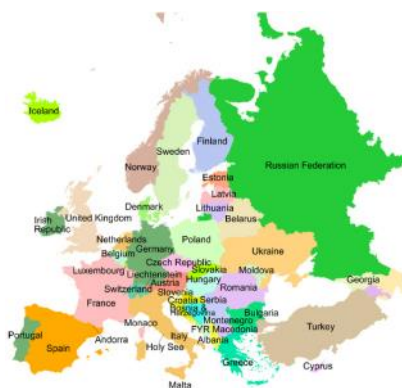 Iceland
Finland
Norway
Sweden
Russian Federation
Estonia
Latvia
Denmark
Lithuania
Irish
Republic
United Kingdom
Belarus
Netherlands
Germany
Poland
Belgium
Ukraine
Czech Republic
Luxembourg
Slovakia
Moldova
Liechtenstein
Hungary
Austria
Georgia
Switzerland
Slovenia
Romania
France
Croatia Serbia
Bosnia &
Herzegovina
Bulgaria
Monaco
Montenegro
Portugal
Spain
Andorra
Italy
FYR Macedonia
Turkey
Holy See
Albania
Greece
Cyprus
Malta